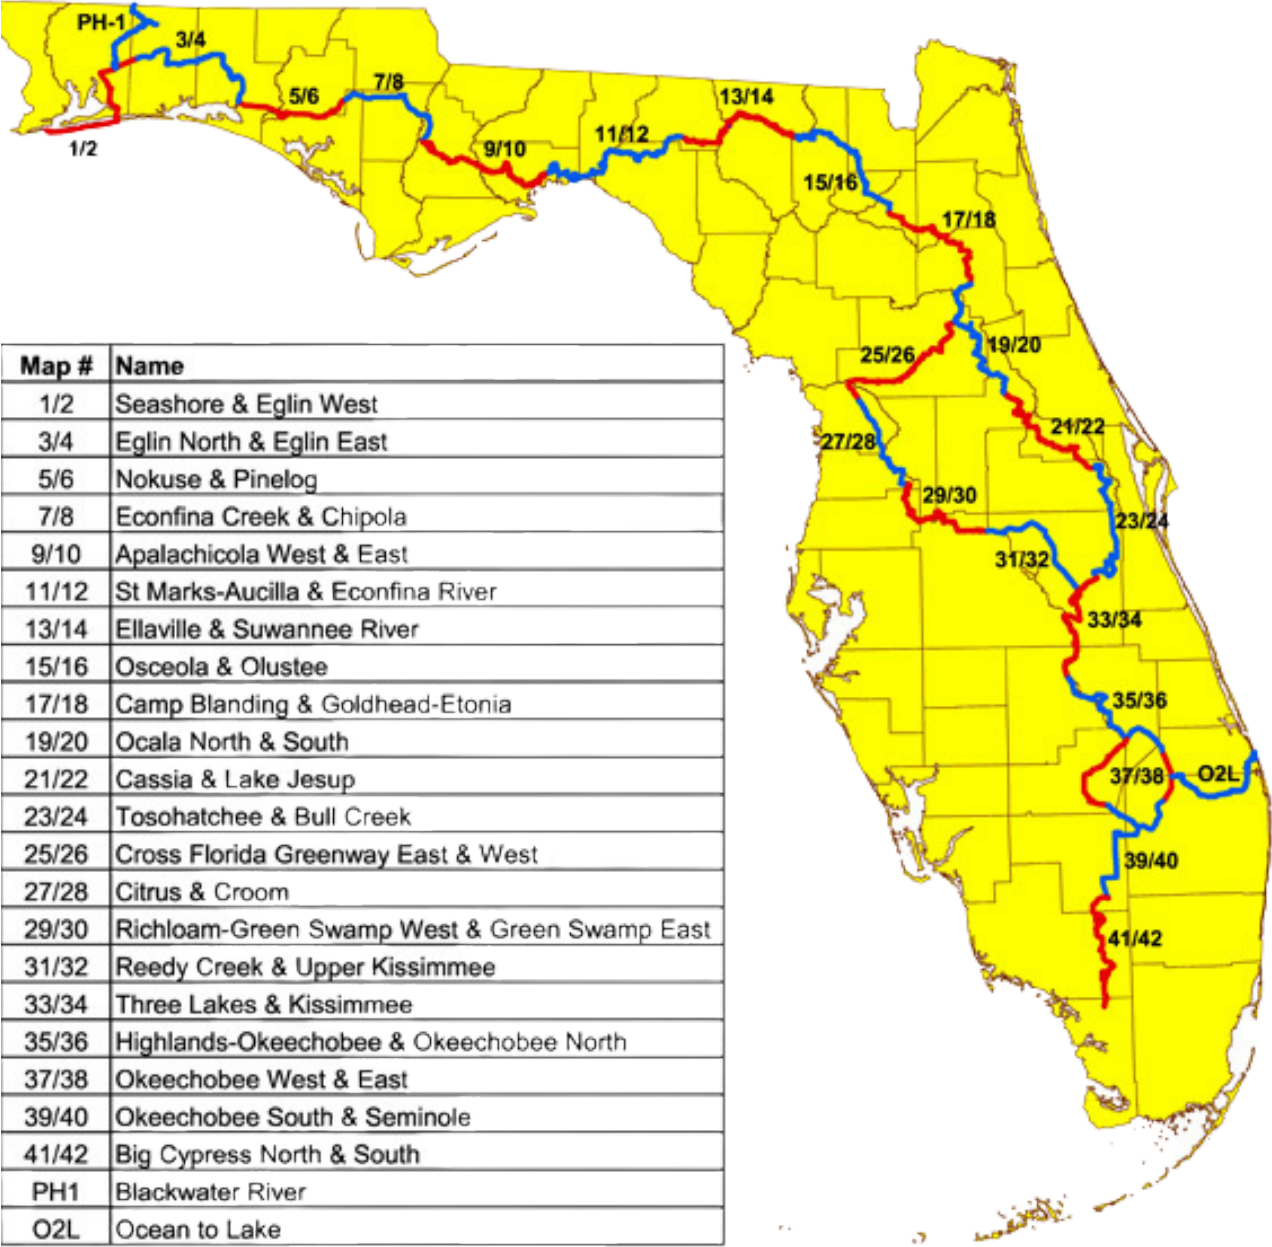 PH-1
3/4
5/6
7/8
1/2
9/10
11/12
13/14
15/16
17/18
19/20
25/26
21/22
27/28
29/30
23/24
31/32
33/34
35/36
37/38
O2L
39/40
41/42
Map # Name
1/2 Seashore & Eglin West
3/4 Eglin North & Eglin East
5/6 Nokuse & Pinelog
7/8 Econfina Creek & Chipola
9/10 Apalachicola West & East
11/12 St Marks-Aucilla & Econfina River
13/14 Ellaville & Suwannee River
15/16 Osceola & Olustee
17/18 Camp Blanding & Goldhead-Etonia
19/20 Ocala North & South
21/22 Cassia & Lake Jesup
23/24 Tosohatchee & Bull Creek
25/26 Cross Florida Greenway East & West
27/28 Citrus & Croom
29/30 Richloam-Green Swamp West & Green Swamp East
31/32 Reedy Creek & Upper Kissimmee
33/34 Three Lakes & Kissimmee
35/36 Highlands-Okeechobee & Okeechobee North
37/38 Okeechobee West & East
39/40 Okeechobee South & Seminole
41/42 Big Cypress North & South
PH1 Blackwater River
O2L Ocean to Lake